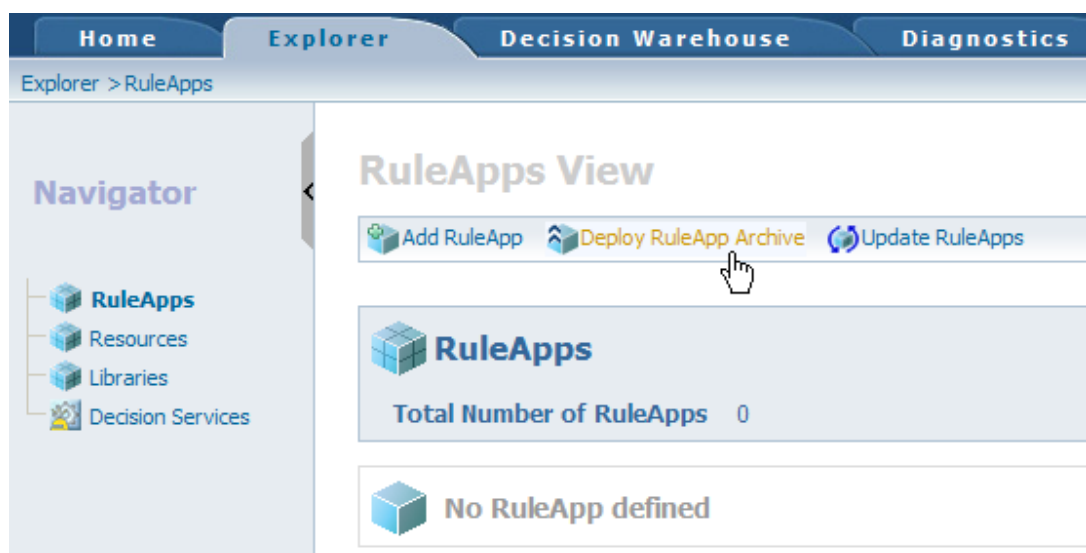 Home Explorer Decision Warehouse Diagnostics
Explorer > RuleApps
Navigator
RuleApps
Resources
Libraries
Decision Services
RuleApps View
Add RuleApp Deploy RuleApp Archive Update RuleApps
RuleApps
Total Number of RuleApps 0
No RuleApp defined